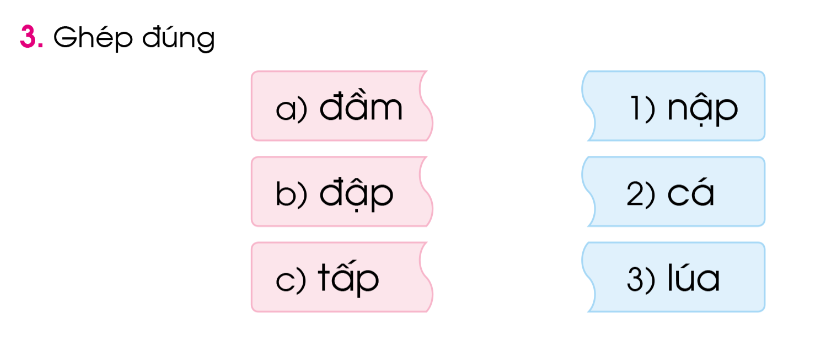 3. Ghép đúng
a) đầm 1) nập
b) đập 2) cá
c) tấp 3) lúa